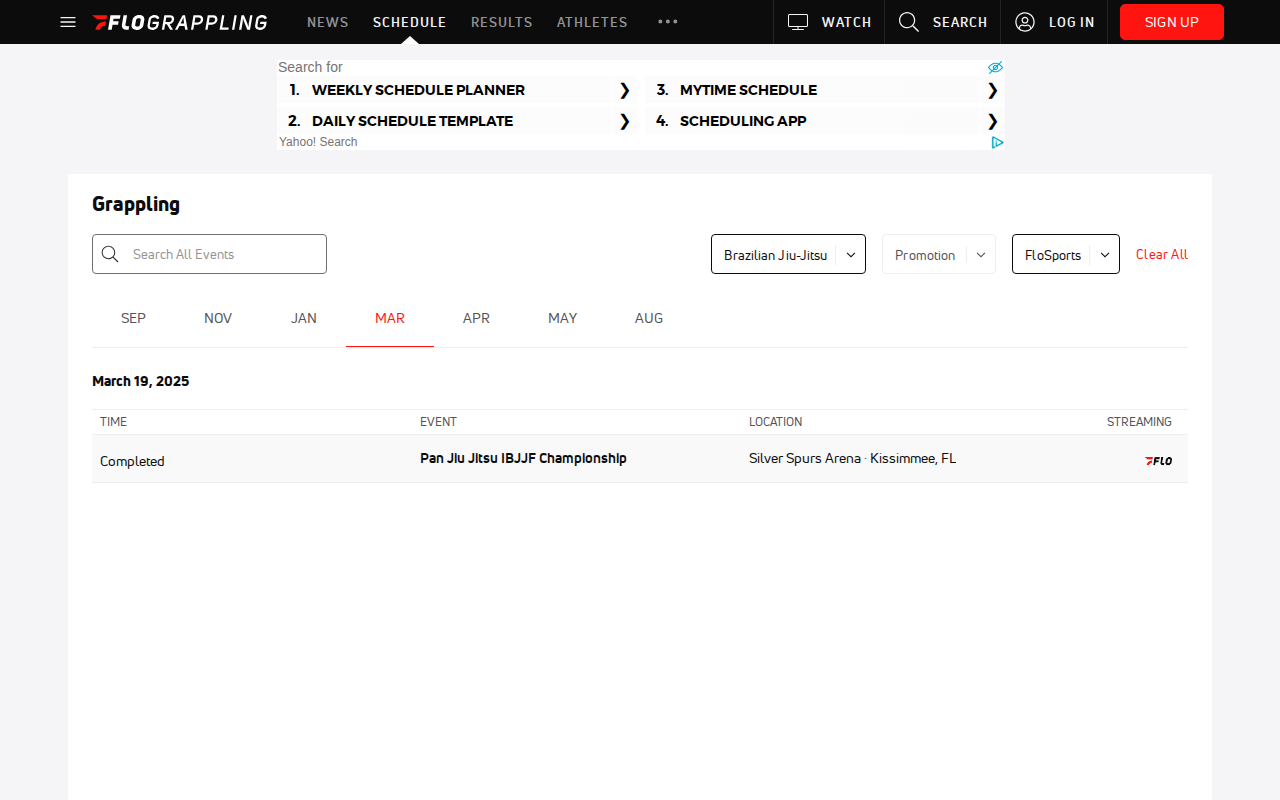 FLOGRAPPLING NEWS SCHEDULE RESULTS ATHLETES WATCH SEARCH LOG IN SIGN UP
Search for
1. WEEKLY SCHEDULE PLANNER
2. DAILY SCHEDULE TEMPLATE
3. MYTIME SCHEDULE
4. SCHEDULING APP
Yahoo! Search
Grappling
Search All Events Brazilian Jiu-Jitsu Promotion FloSports Clear All
SEP NOV JAN MAR APR MAY AUG
March 19, 2025
TIME EVENT LOCATION STREAMING
Completed Pan Jiu Jitsu IBJJF Championship Silver Spurs Arena · Kissimmee, FL FLO